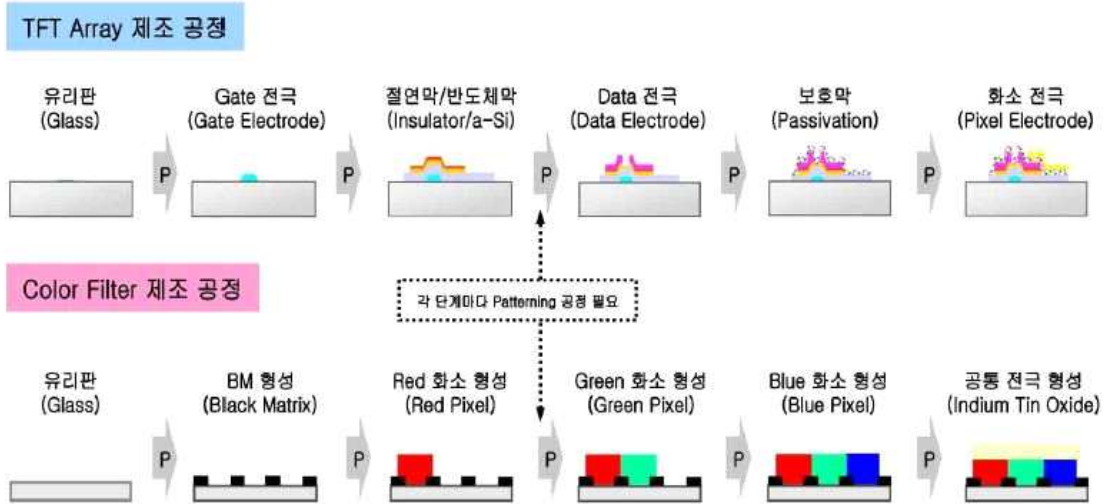 TFT Array 제조 공정
유리판
(Glass)
Gate 전극
(Gate Electrode)
절연막/반도체막
(Insulator/a-Si)
Data 전극
(Data Electrode)
보호막
(Passivation)
화소 전극
(Pixel Electrode)
P
P
P
P
P
Color Filter 제조 공정
각 단계마다 Patterning 공정 필요
유리판
(Glass)
BM 형성
(Black Matrix)
Red 화소 형성
(Red Pixel)
Green 화소 형성
(Green Pixel)
Blue 화소 형성
(Blue Pixel)
공통 전극 형성
(Indium Tin Oxide)
P
P
P
P
P